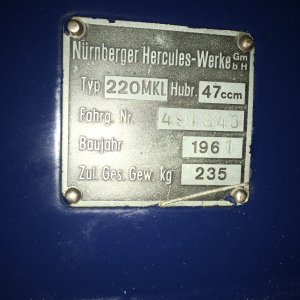 Nürnberger Hercules-Werke GmbH
Typ 220MKL Hubr. 47ccm
Fahrg. Nr.
Baujahr 1961
Zul. Ges. Gew. kg 235